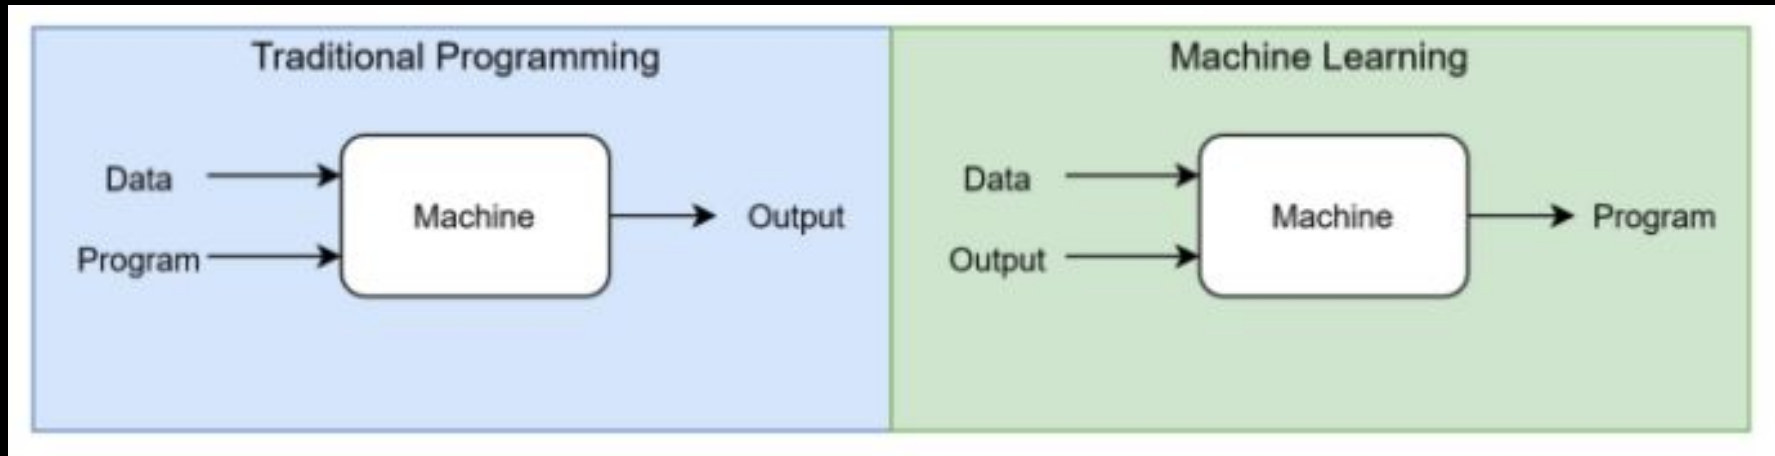 Traditional Programming
Data
Program
Machine
Output
Machine Learning
Data
Output
Machine
Program